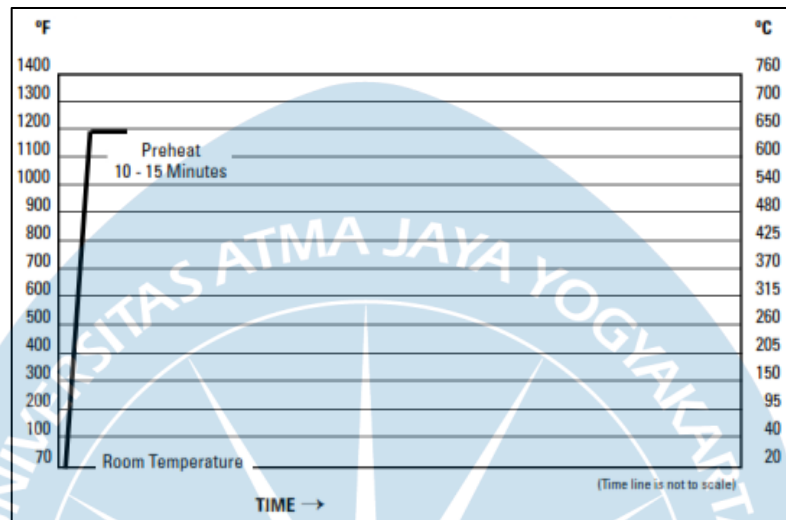 °F °C
1400 760
1300 700
1200 650
1100 600
1000 540
900 480
800 425
700 370
600 315
500 260
400 205
300 150
200 95
100 40
70 20
Preheat
10 - 15 Minutes
Room Temperature
(Time line is not to scale)
TIME →
UNIVERSITAS ATMA JAYA YOGYAKART